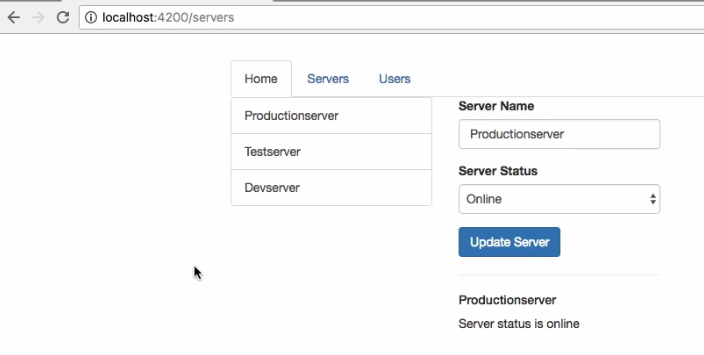 localhost:4200/servers
Home Servers Users
Productionserver
Testserver
Devserver
Server Name
Productionserver
Server Status
Online
Update Server
Productionserver
Server status is online